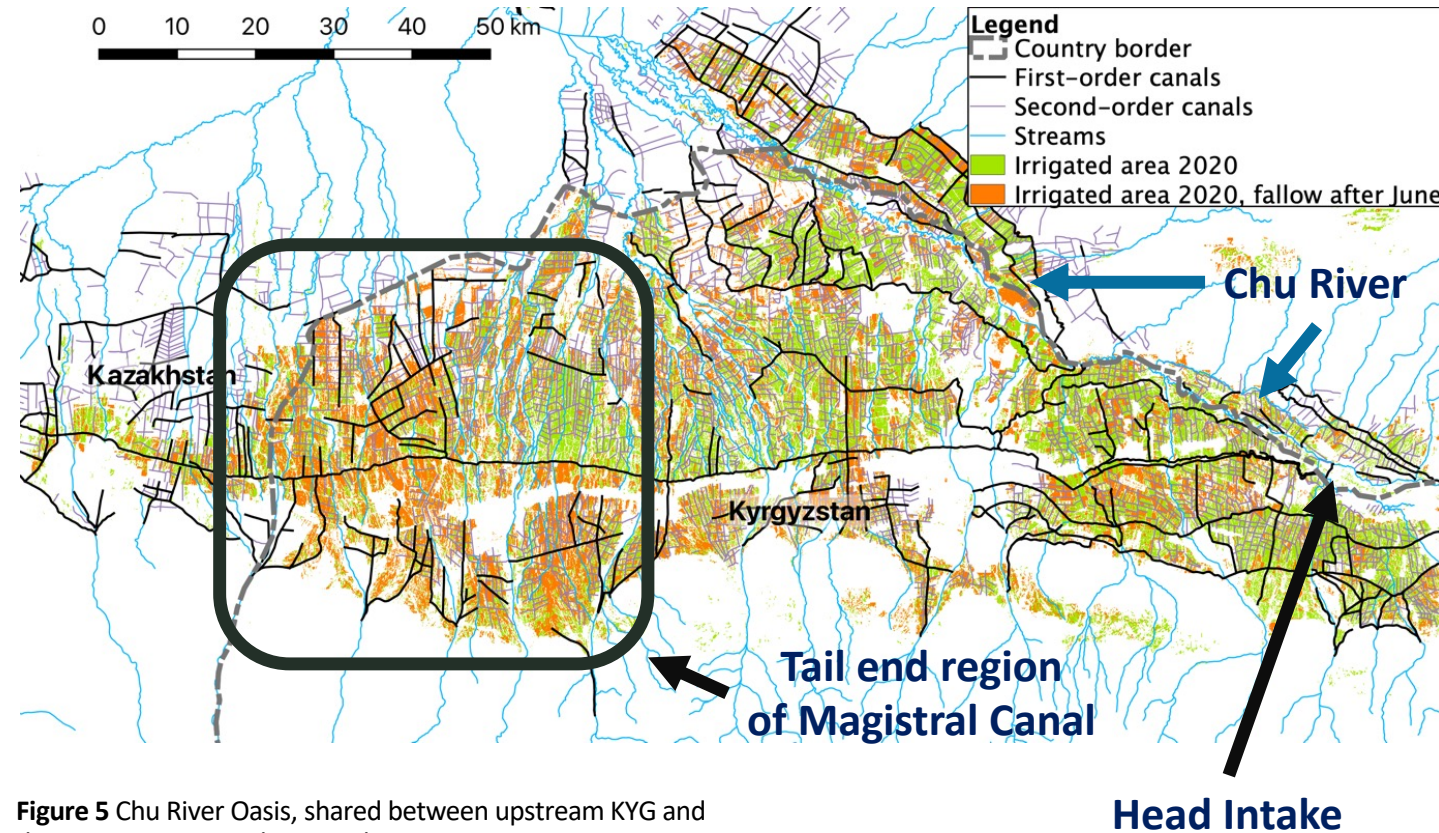 0 10 20 30 40 50 km
Legend
Country border
First-order canals
Second-order canals
Streams
Irrigated area 2020
Irrigated area 2020, fallow after June
Chu River
Kazakhstan
Kyrgyzstan
Tail end region
of Magistral Canal
Head Intake
Figure 5 Chu River Oasis, shared between upstream KYG and